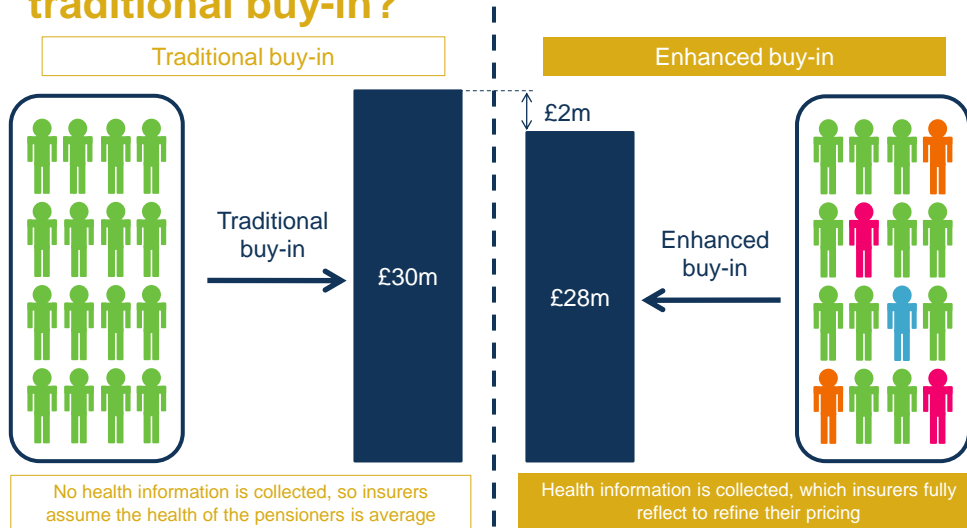 traditional buy-in?
Traditional buy-in
Enhanced buy-in
£2m
Traditional
buy-in
£30m
£28m
Enhanced
buy-in
No health information is collected, so insurers
assume the health of the pensioners is average
Health information is collected, which insurers fully
reflect to refine their pricing